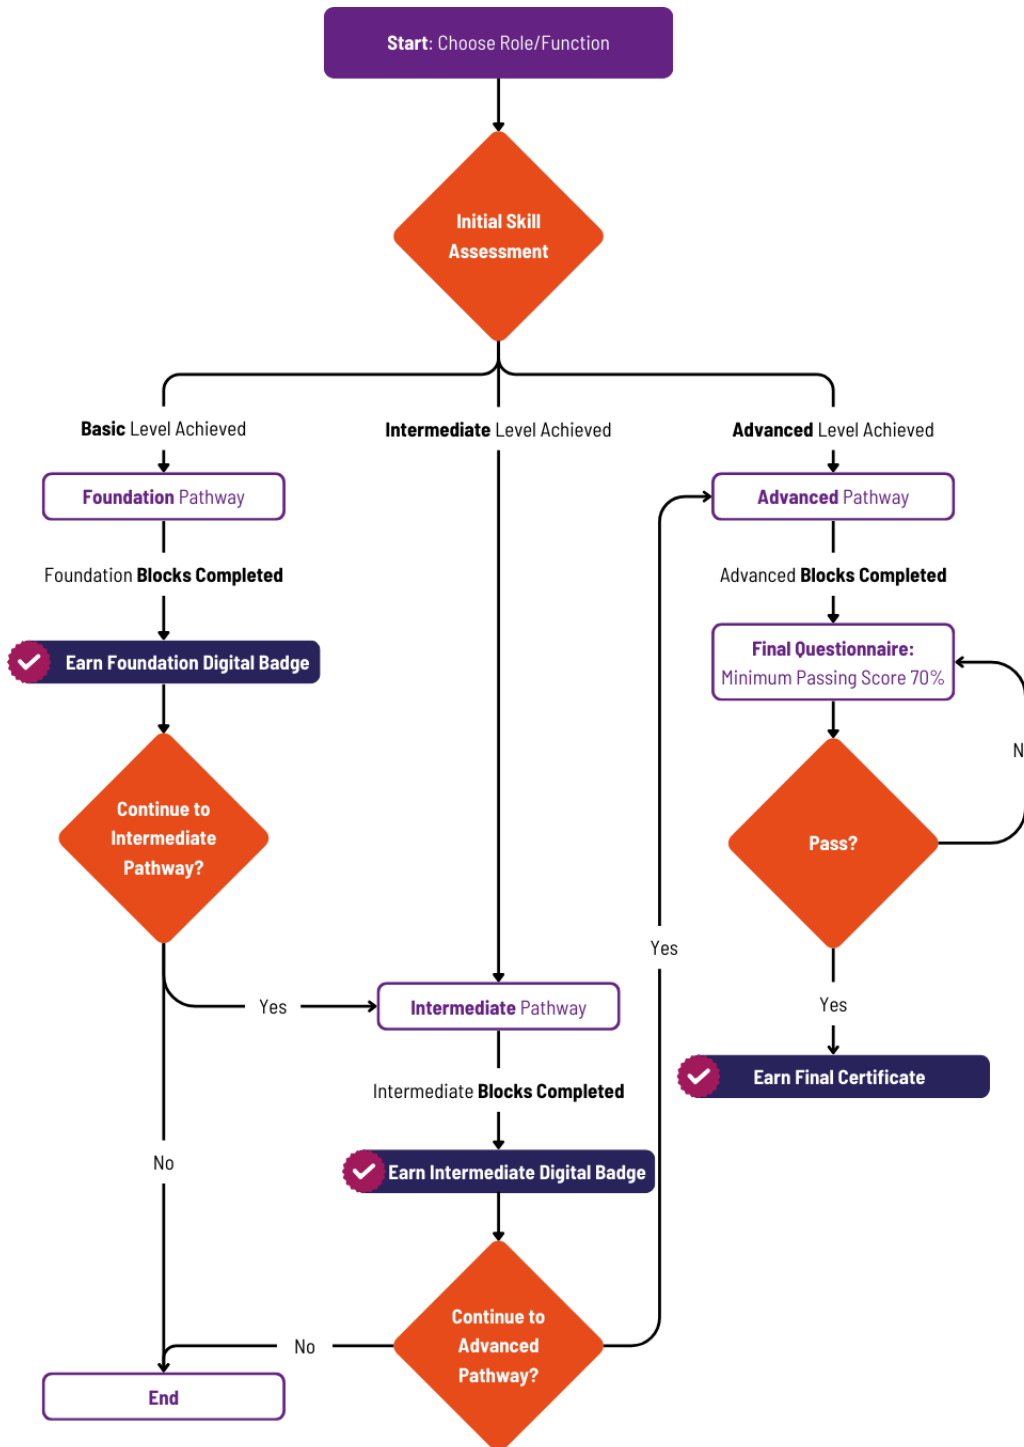 Start: Choose Role/Function
Initial Skill
Assessment
Basic Level Achieved
Intermediate Level Achieved
Advanced Level Achieved
Foundation Pathway
Advanced Pathway
Foundation Blocks Completed
Advanced Blocks Completed
Earn Foundation Digital Badge
Final Questionnaire:
Minimum Passing Score 70%
N
Continue to
Intermediate
Pathway?
Pass?
Yes
Yes
Yes
Intermediate Pathway
Earn Final Certificate
Intermediate Blocks Completed
No
Earn Intermediate Digital Badge
Continue to
Advanced
Pathway?
No
End